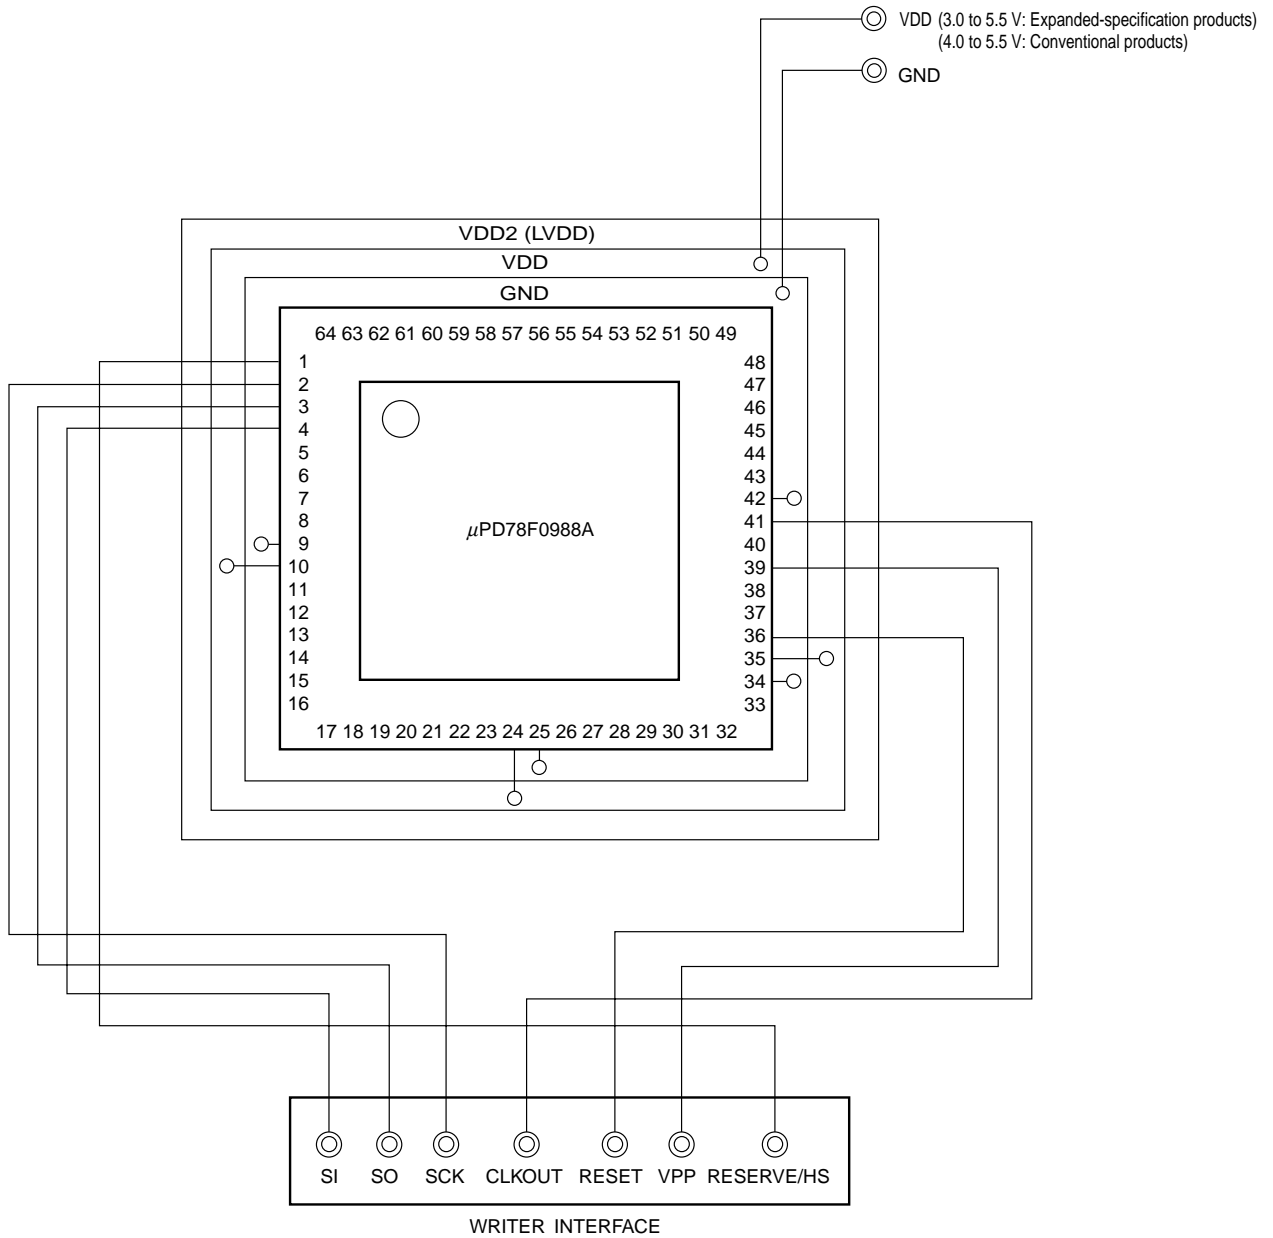 VDD (3.0 to 5.5 V: Expanded-specification products)
(4.0 to 5.5 V: Conventional products)
GND
VDD2 (LVDD)
VDD
GND
64 63 62 61 60 59 58 57 56 55 54 53 52 51 50 49
1 48
2 47
3 46
4 45
5 44
6 43
7 42
8 41
μPD78F0988A
9 40
10 39
11 38
12 37
13 36
14 35
15 34
16 33
17 18 19 20 21 22 23 24 25 26 27 28 29 30 31 32
SI SO SCK CLKOUT RESET VPP RESERVE/HS
WRITER INTERFACE